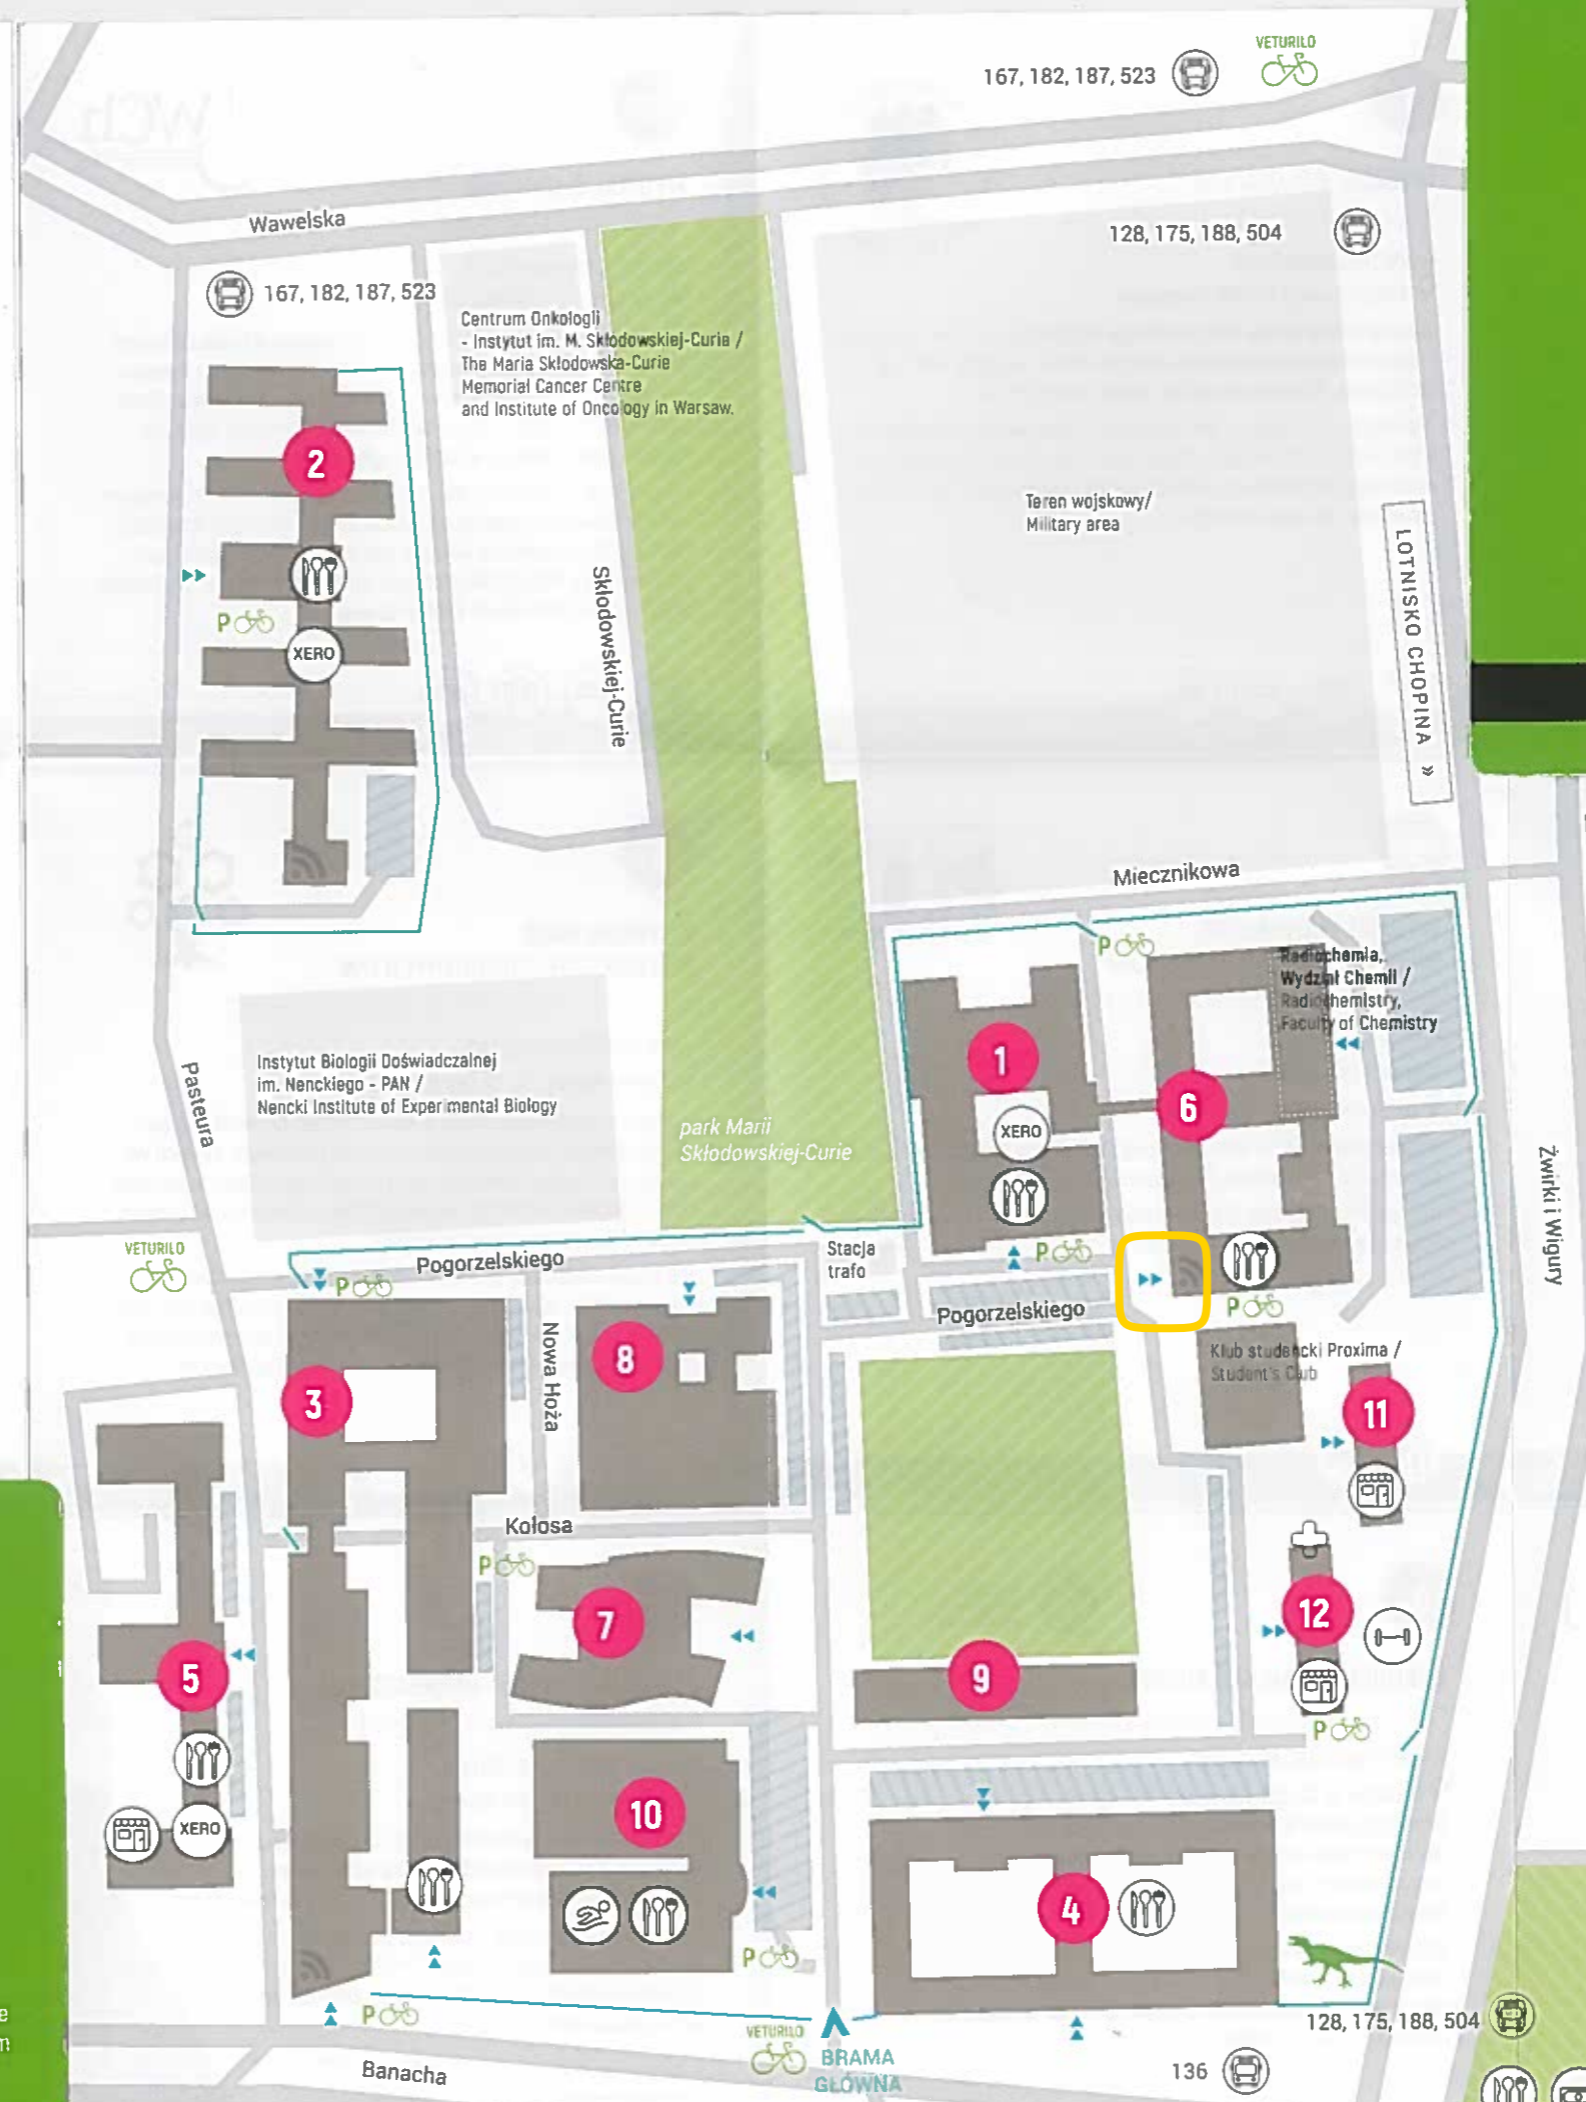 VETURILO
167, 182, 187, 523
Wawelska
128, 175, 188, 504
167, 182, 187, 523
Centrum Onkologii
- Instytut im. M. Skłodowskiej-Curie /
The Maria Skłodowska-Curie
Memorial Cancer Centre
and Institute of Oncology in Warsaw.
2
Teren wojskowy/
Military area
LOTNISKO CHOPINA »
Skłodowskiej-Curie
P
XERO
Miecznikowa
P
Radiochemia,
Wydział Chemii /
Radiochemistry,
Faculty of Chemistry
1
Instytut Biologii Doświadczalnej
im. Nenckiego - PAN /
Nencki Institute of Experimental Biology
Pasteura
6
park Marii
Skłodowskiej-Curie
XERO
Żwirki i Wigury
VETURILO
Pogorzelskiego
Stacja
trafo
P
P
P
Pogorzelskiego
Nowa Hoża
8
Klub studencki Proxima /
Student's Club
3
11
Kołosa
P
7
12
5
9
P
10
XERO
4
P
P
128, 175, 188, 504
VETURILO
BRAMA
GŁÓWNA
Banacha
136